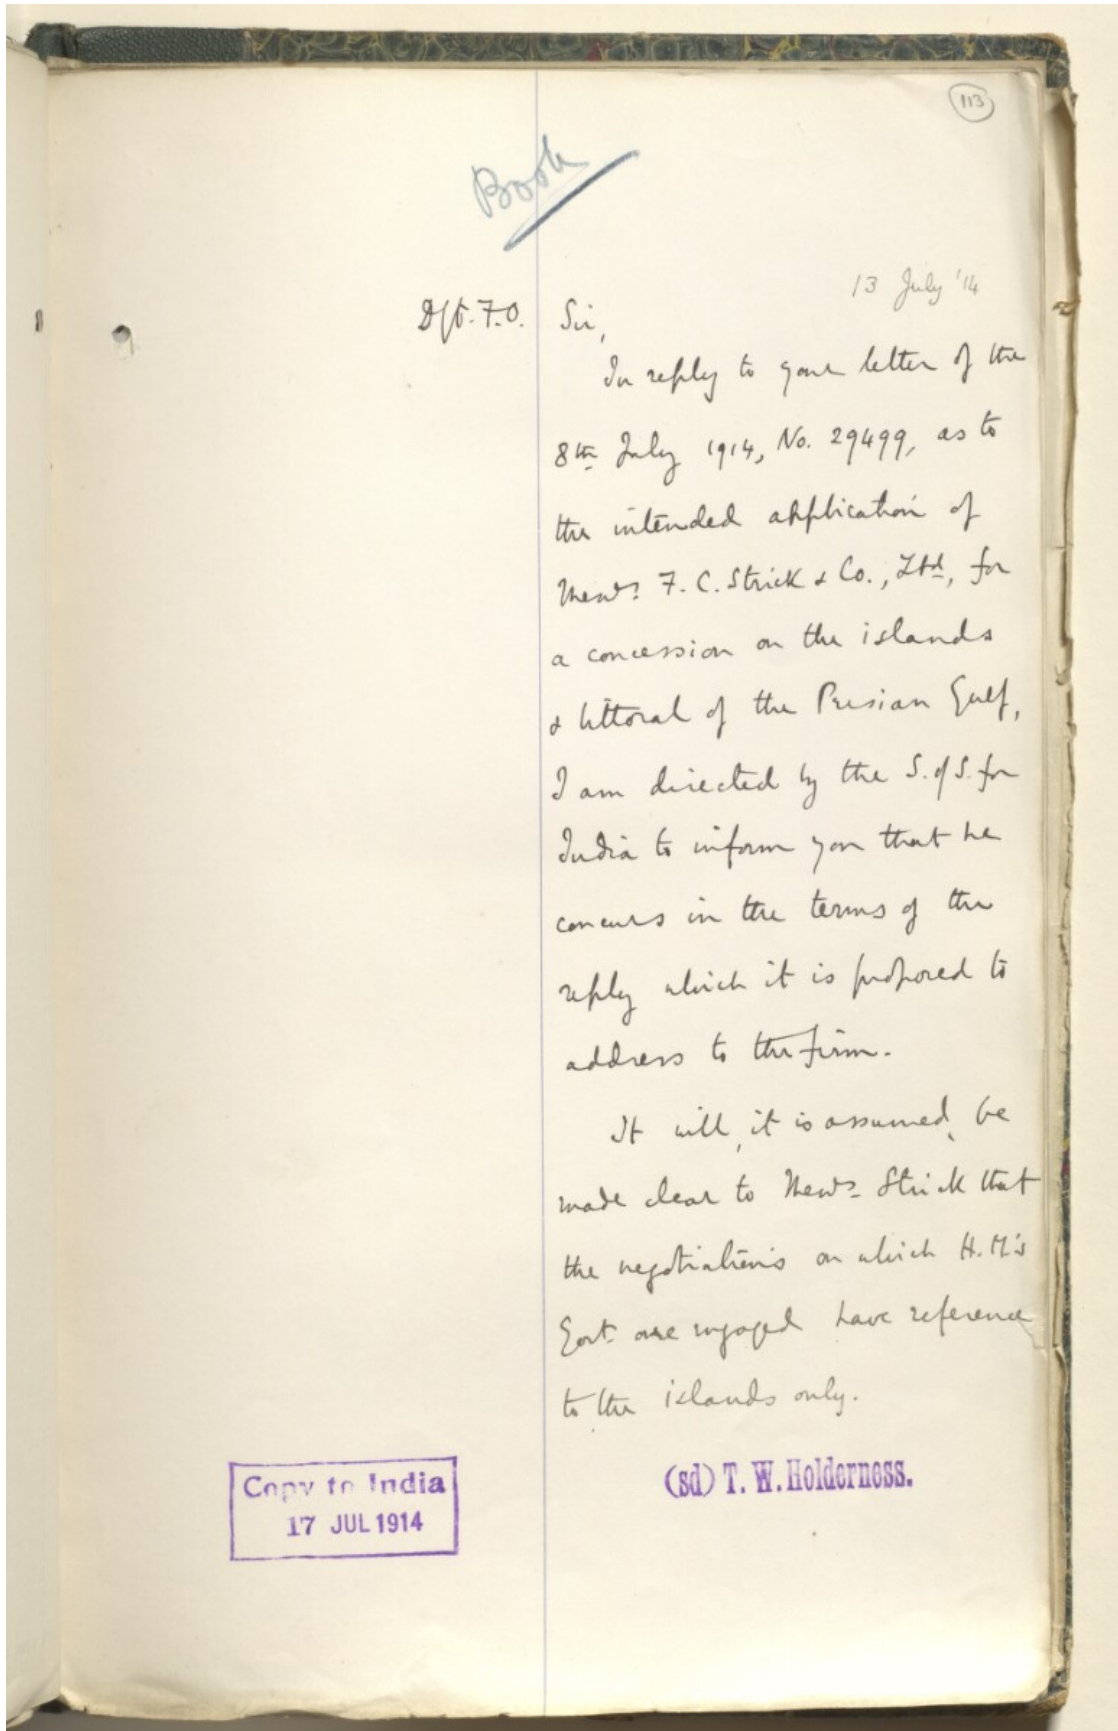 113
Book
13 July '14
Dft. F.O.
Sir,
In reply to your letter of the
8th July 1914, No. 29499, as to
the intended application of
Messrs. F. C. Strick & Co., Ltd, for
a concession on the islands
& littoral of the Persian Gulf,
I am directed by the S. of S. for
India to inform you that he
concurs in the terms of the
reply which it is proposed to
address to the firm.
It will, it is assumed, be
made clear to Messrs. Strick that
the negotiations on which H.M's
Govt. are engaged have reference
to the islands only.
(sd) T. W. Holderness.
Copy to India
17 JUL 1914